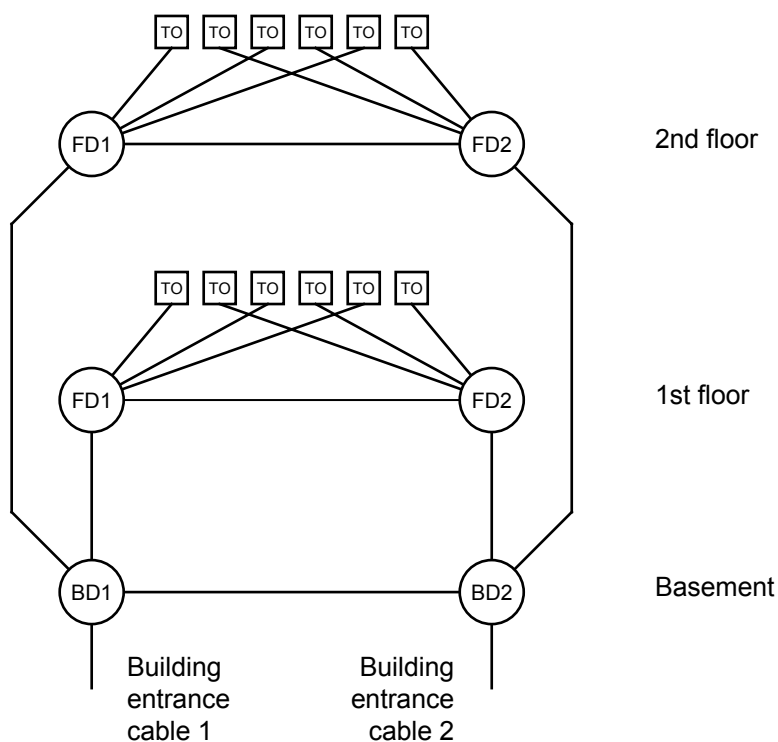 TO TO TO TO TO TO
FD1 FD2 2nd floor
TO TO TO TO TO TO
FD1 FD2 1st floor
BD1 BD2 Basement
Building
entrance
cable 1
Building
entrance
cable 2